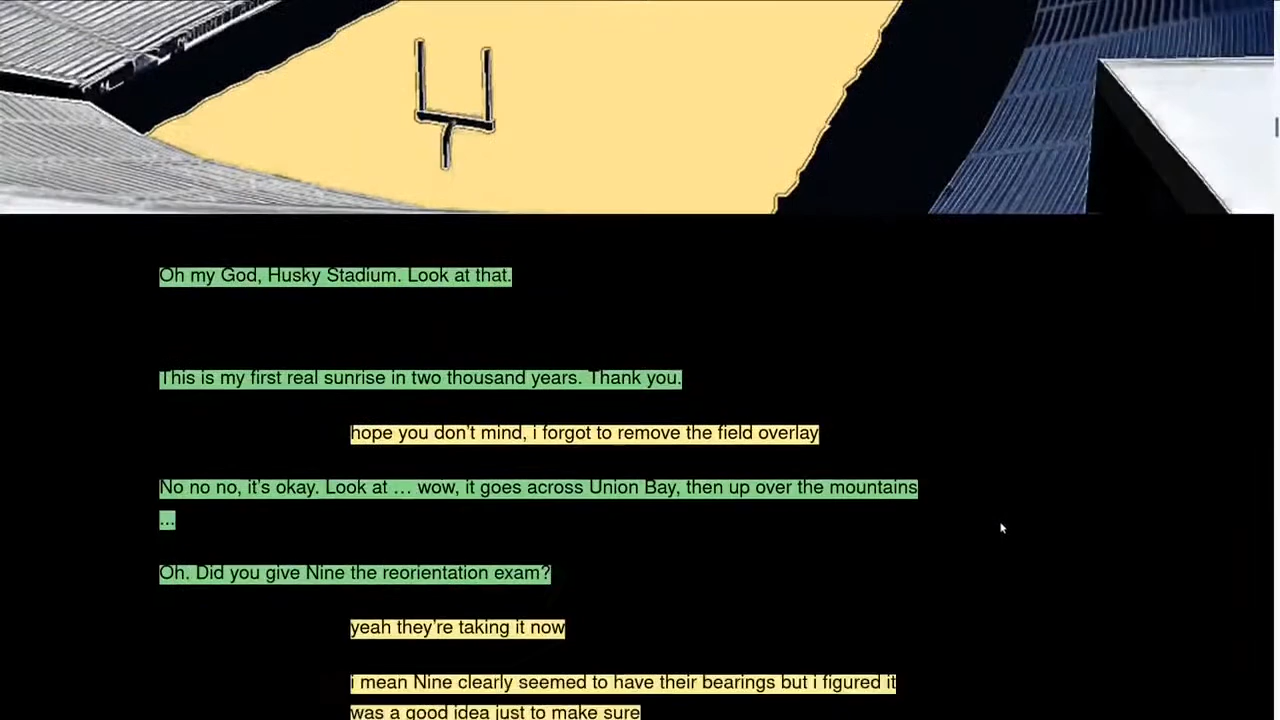 Oh my God, Husky Stadium. Look at that.
This is my first real sunrise in two thousand years. Thank you.
hope you don’t mind, i forgot to remove the field overlay
No no no, it’s okay. Look at … wow, it goes across Union Bay, then up over the mountains
…
Oh. Did you give Nine the reorientation exam?
yeah they’re taking it now
i mean Nine clearly seemed to have their bearings but i figured it
was a good idea just to make sure